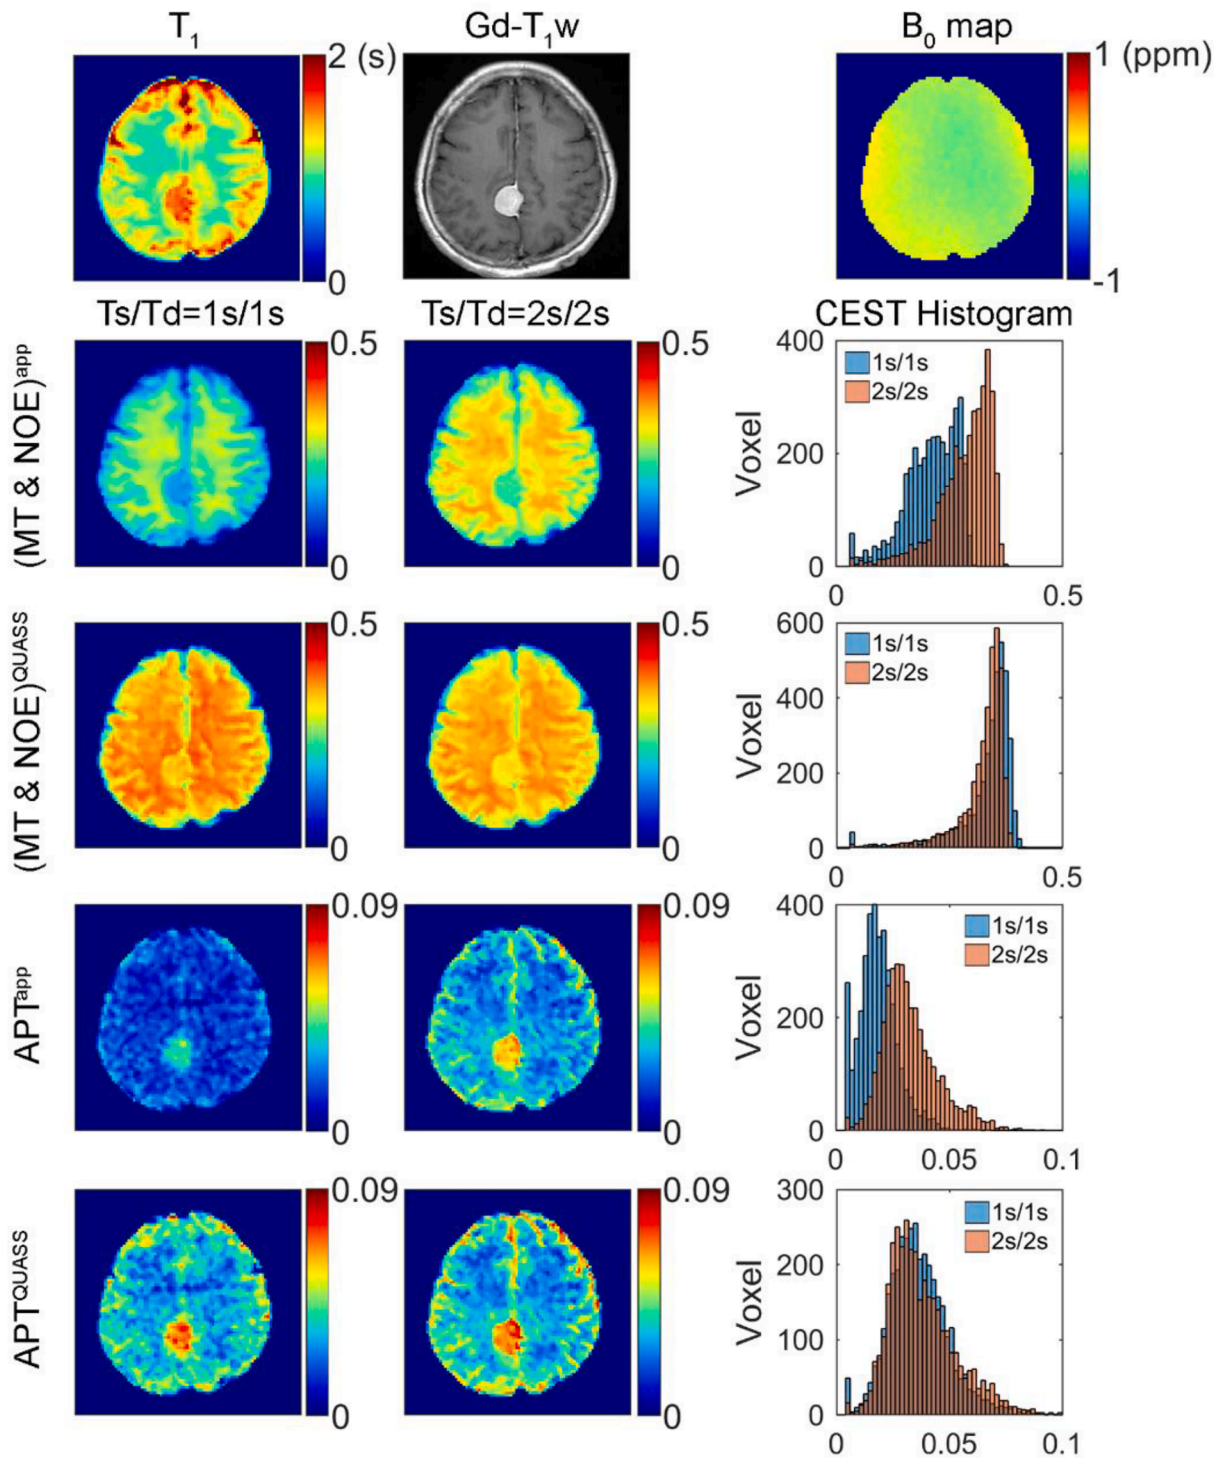 T1 Gd-T1w B0 map
2 (s) 1 (ppm)
0 -1
Ts/Td=1s/1s Ts/Td=2s/2s CEST Histogram
(MT & NOE)app
0.5
0
0.5
0
Voxel
400
200
0
1s/1s
2s/2s
0 0.5
(MT & NOE)QUASS
0.5
0
0.5
0
Voxel
600
400
200
0
1s/1s
2s/2s
0 0.5
APTapp
0.09
0
0.09
0
Voxel
400
200
0
1s/1s
2s/2s
0 0.05 0.1
APTQUASS
0.09
0
0.09
0
Voxel
300
200
100
0
1s/1s
2s/2s
0 0.05 0.1